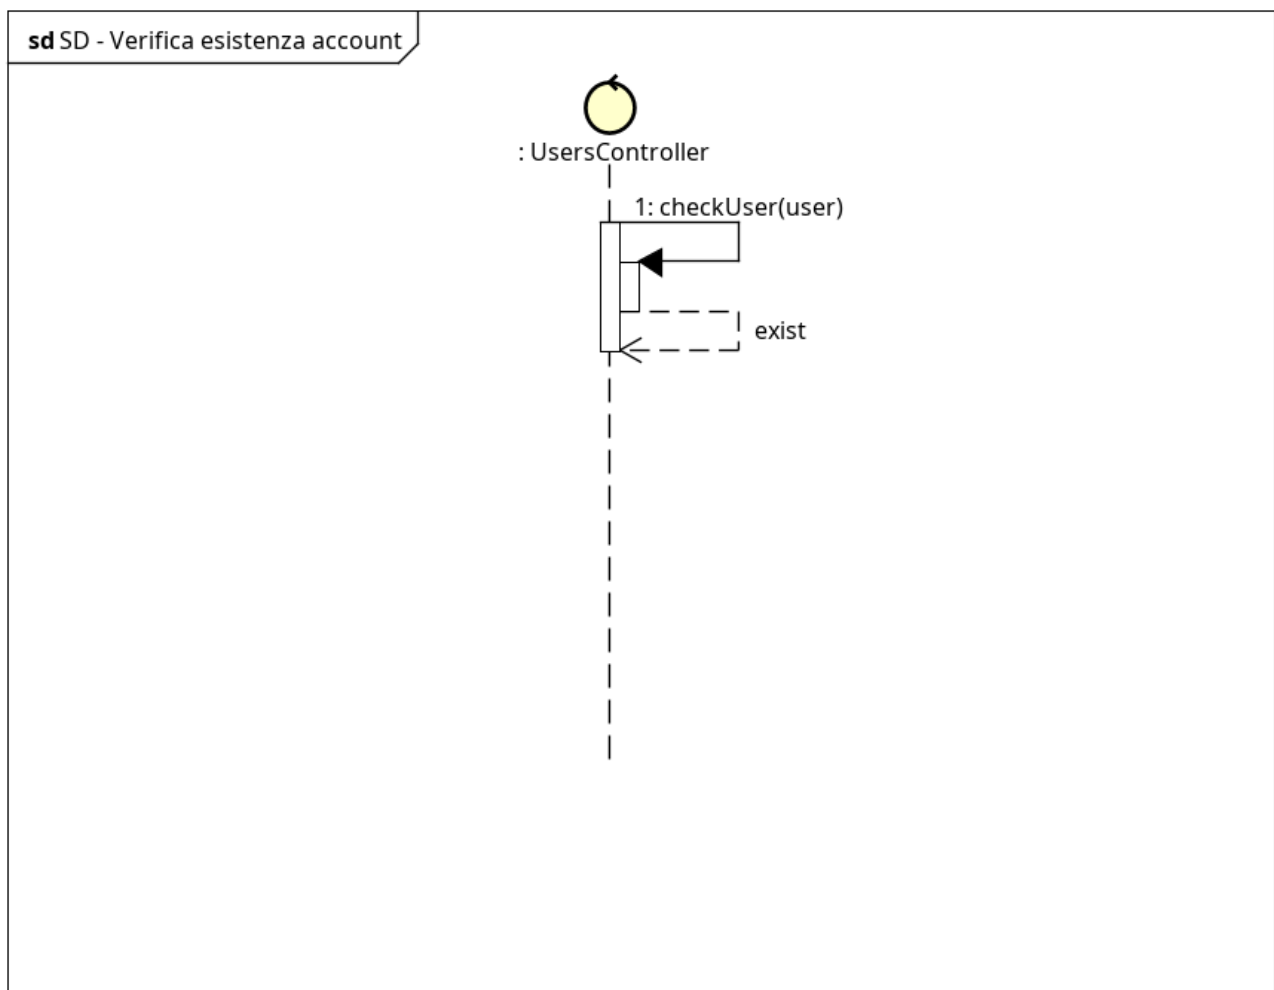 sd SD - Verifica esistenza account
: UsersController
1: checkUser(user)
exist